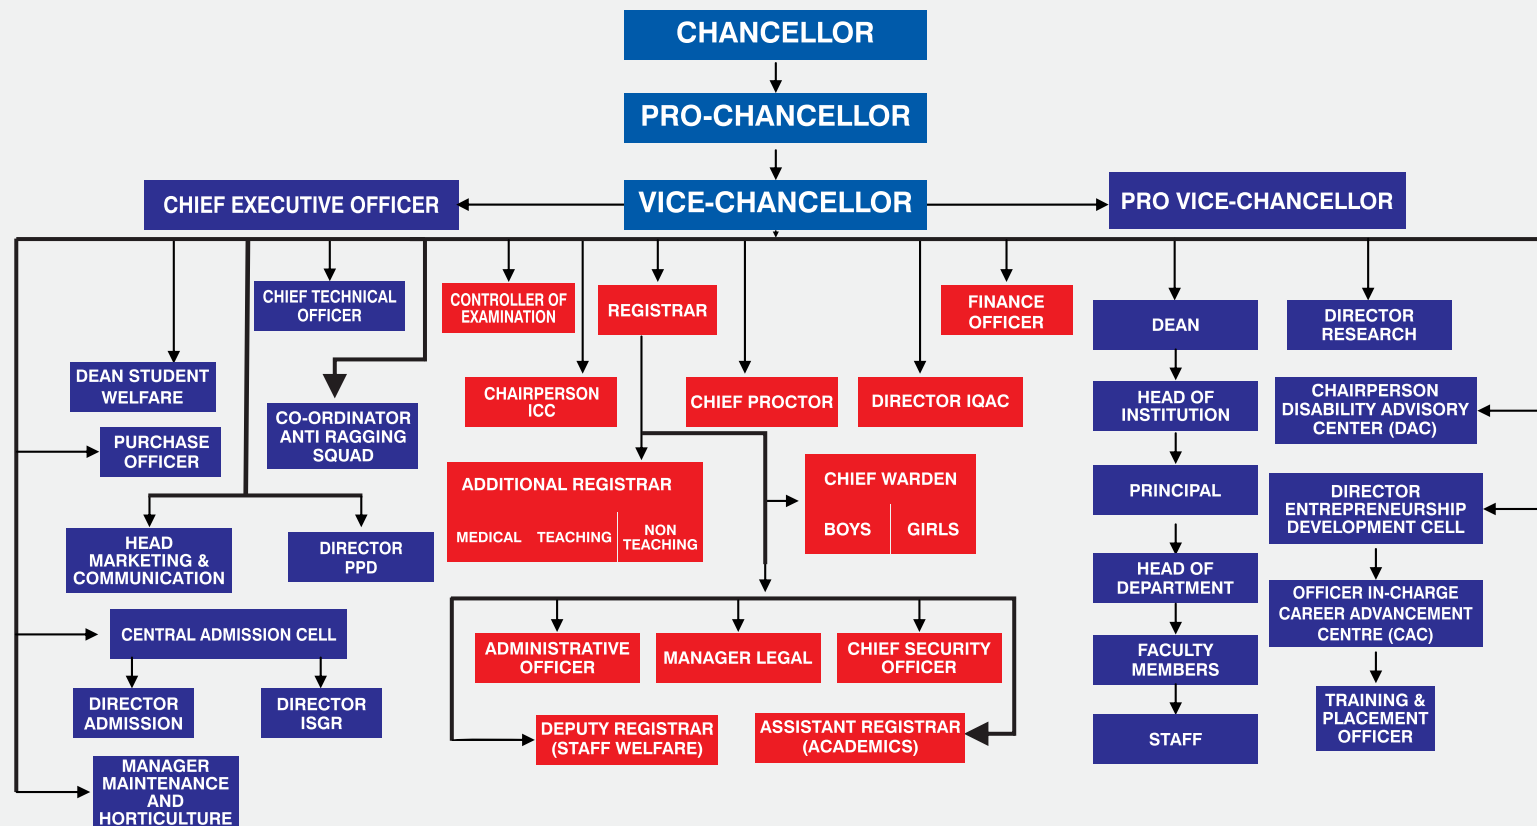 CHANCELLOR
PRO-CHANCELLOR
CHIEF EXECUTIVE OFFICER
VICE-CHANCELLOR
PRO VICE-CHANCELLOR
CHIEF TECHNICAL
OFFICER
CONTROLLER OF
EXAMINATION
REGISTRAR
FINANCE
OFFICER
DEAN
DIRECTOR
RESEARCH
DEAN STUDENT
WELFARE
CO-ORDINATOR
ANTI RAGGING
SQUAD
CHAIRPERSON
ICC
CHIEF PROCTOR
DIRECTOR IQAC
HEAD OF
INSTITUTION
CHAIRPERSON
DISABILITY ADVISORY
CENTER (DAC)
PURCHASE
OFFICER
ADDITIONAL REGISTRAR
MEDICAL
TEACHING
NON
TEACHING
CHIEF WARDEN
BOYS
GIRLS
PRINCIPAL
DIRECTOR
ENTREPRENEURSHIP
DEVELOPMENT CELL
HEAD
MARKETING &
COMMUNICATION
DIRECTOR
PPD
HEAD OF
DEPARTMENT
OFFICER IN-CHARGE
CAREER ADVANCEMENT
CENTRE (CAC)
CENTRAL ADMISSION CELL
ADMINISTRATIVE
OFFICER
MANAGER LEGAL
CHIEF SECURITY
OFFICER
FACULTY
MEMBERS
DIRECTOR
ADMISSION
DIRECTOR
ISGR
DEPUTY REGISTRAR
(STAFF WELFARE)
ASSISTANT REGISTRAR
(ACADEMICS)
STAFF
TRAINING &
PLACEMENT
OFFICER
MANAGER
MAINTENANCE
AND
HORTICULTURE